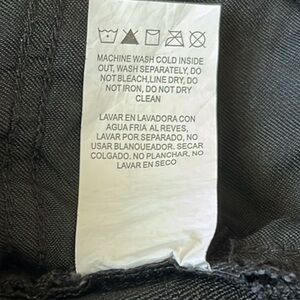 MACHINE WASH COLD INSIDE
OUT, WASH SEPARATELY, DO
NOT BLEACH,LINE DRY, DO
NOT IRON, DO NOT DRY
CLEAN
LAVAR EN LAVADORA CON
AGUA FRIA AL REVES,
LAVAR POR SEPARADO, NO
USAR BLANQUEADOR. SECAR
COLGADO. NO PLANCHAR, NO
LAVAR EN SECO